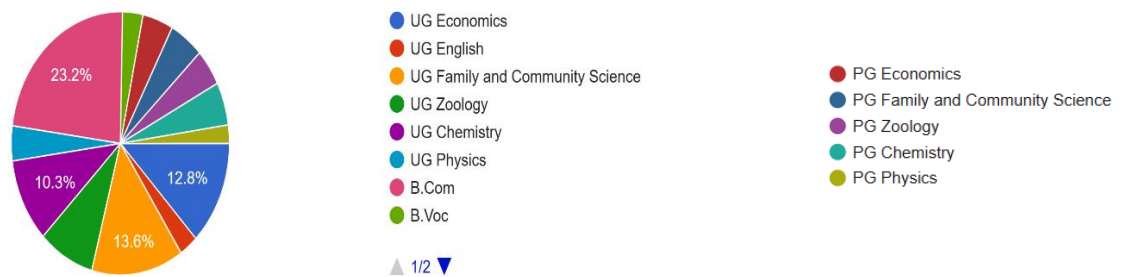 23.2%
10.3%
13.6%
12.8%
UG Economics
UG English
UG Family and Community Science
UG Zoology
UG Chemistry
UG Physics
B.Com
B.Voc
1/2
PG Economics
PG Family and Community Science
PG Zoology
PG Chemistry
PG Physics